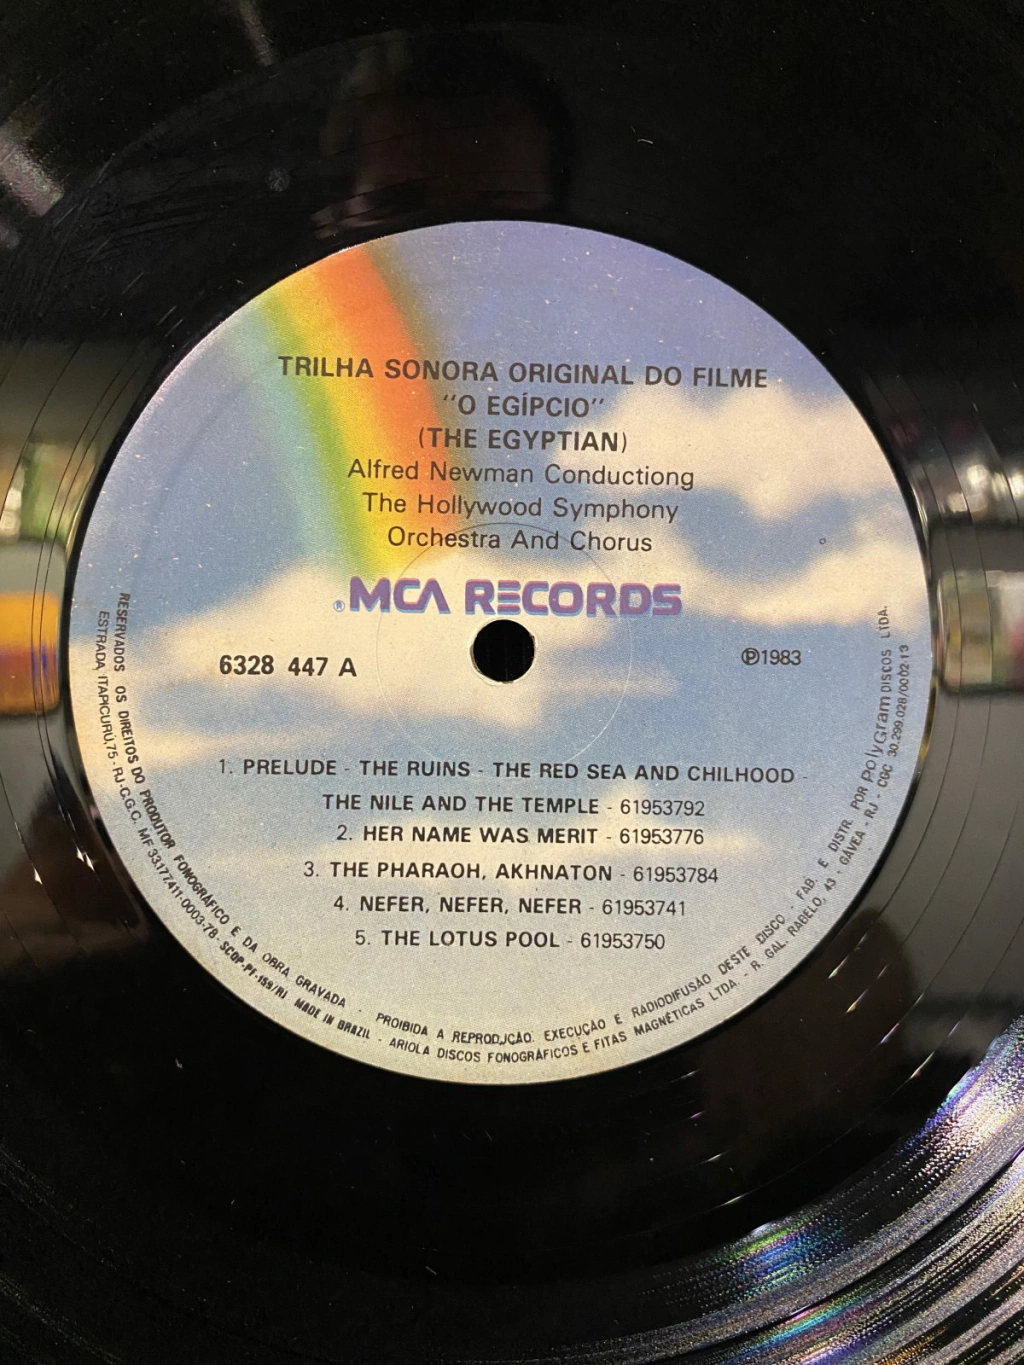 TRILHA SONORA ORIGINAL DO FILME
"O EGÍPCIO"
(THE EGYPTIAN)
Alfred Newman Conductiong
The Hollywood Symphony
Orchestra And Chorus
® MCA RECORDS
6328 447 A
℗1983
1. PRELUDE - THE RUINS - THE RED SEA AND CHILHOOD -
THE NILE AND THE TEMPLE - 61953792
2. HER NAME WAS MERIT - 61953776
3. THE PHARAOH, AKHNATON - 61953784
4. NEFER, NEFER, NEFER - 61953741
5. THE LOTUS POOL - 61953750
RESERVADOS OS DIREITOS DO PRODUTOR FONOGRÁFICO E DA OBRA GRAVADA - PROIBIDA A REPRODUÇÃO. EXECUÇÃO E RADIODIFUSÃO DESTE DISCO - FAB. E DISTR. POR PolyGram DISCOS LTDA.
ESTRADA ITAPICURÚ,75 - RJ-C.G.C. MF 33.177.411-0003-78 - SCDP-PF-159/RJ MADE IN BRAZIL - ARIOLA DISCOS FONOGRÁFICOS E FITAS MAGNÉTICAS LTDA. - R. GAL. RABELO, 43 - GÁVEA - RJ - CGC 30.299.028/0002-13